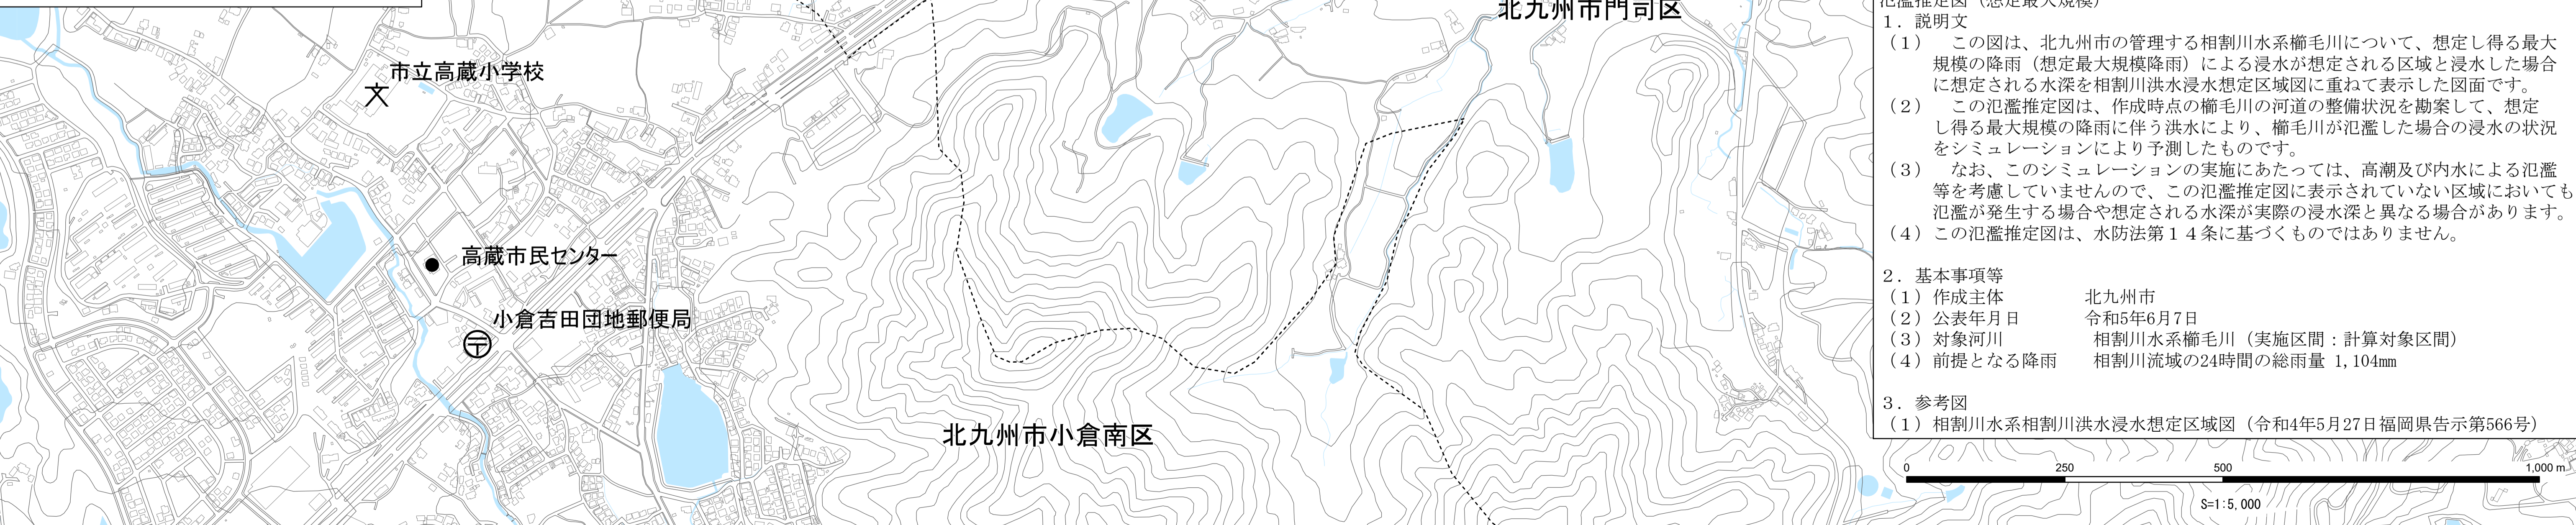 北九州市門司区
市立高蔵小学校
高蔵市民センター
小倉吉田団地郵便局
北九州市小倉南区
氾濫推定図（想定最大規模）
1．説明文
（1）　この図は、北九州市の管理する相割川水系櫛毛川について、想定し得る最大
規模の降雨（想定最大規模降雨）による浸水が想定される区域と浸水した場合
に想定される水深を相割川洪水浸水想定区域図に重ねて表示した図面です。
（2）　この氾濫推定図は、作成時点の櫛毛川の河道の整備状況を勘案して、想定
し得る最大規模の降雨に伴う洪水により、櫛毛川が氾濫した場合の浸水の状況
をシミュレーションにより予測したものです。
（3）　なお、このシミュレーションの実施にあたっては、高潮及び内水による氾濫
等を考慮していませんので、この氾濫推定図に表示されていない区域においても
氾濫が発生する場合や想定される水深が実際の浸水深と異なる場合があります。
（4）この氾濫推定図は、水防法第１４条に基づくものではありません。
2．基本事項等
（1）作成主体　北九州市
（2）公表年月日　令和5年6月7日
（3）対象河川　相割川水系櫛毛川（実施区間：計算対象区間）
（4）前提となる降雨　相割川流域の24時間の総雨量 1,104mm
3．参考図
（1）相割川水系相割川洪水浸水想定区域図（令和4年5月27日福岡県告示第566号）
0 250 500 1,000 m
S=1:5,000